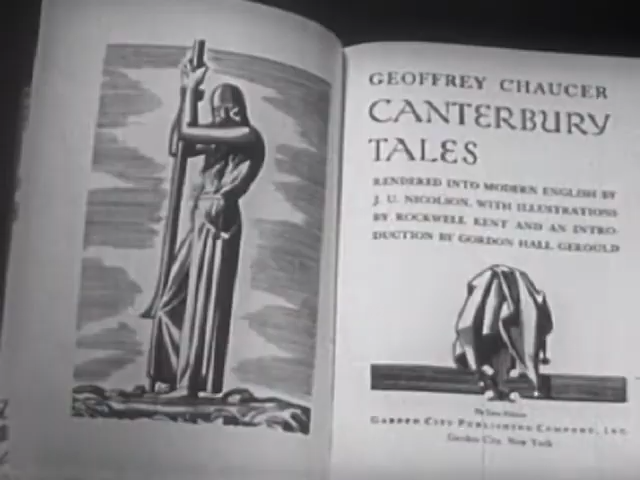 GEOFFREY CHAUCER
CANTERBURY
TALES
RENDERED INTO MODERN ENGLISH BY
J. U. NICOLSON, WITH ILLUSTRATIONS
BY ROCKWELL KENT AND AN INTRO-
DUCTION BY GORDON HALL GEROULD
GARDEN CITY PUBLISHING COMPANY, INC.
Garden City, New York